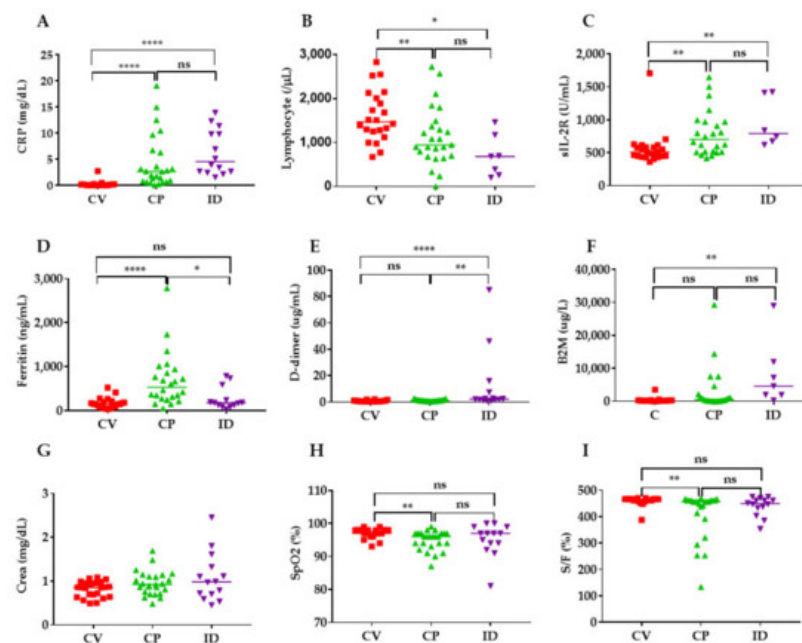 A
****
****
ns
CRP (mg/dL)
25
20
15
10
5
0
CV
CP
ID
B
*
**
ns
Lymphocyte (/μL)
3,000
2,000
1,000
0
CV
CP
ID
C
**
**
ns
sIL-2R (U/mL)
2,000
1,500
1,000
500
0
CV
CP
ID
D
ns
****
*
Ferritin (ng/mL)
3,000
2,000
1,000
0
CV
CP
ID
E
****
ns
**
D-dimer (ug/mL)
100
80
60
40
20
0
CV
CP
ID
F
**
ns
ns
B2M (ug/L)
40,000
30,000
20,000
10,000
0
C
CP
ID
G
Crea (mg/dL)
3
2
1
0
CV
CP
ID
H
ns
**
ns
SpO2 (%)
110
100
90
80
70
CV
CP
ID
I
ns
**
ns
S/F (%)
500
400
300
200
100
0
CV
CP
ID